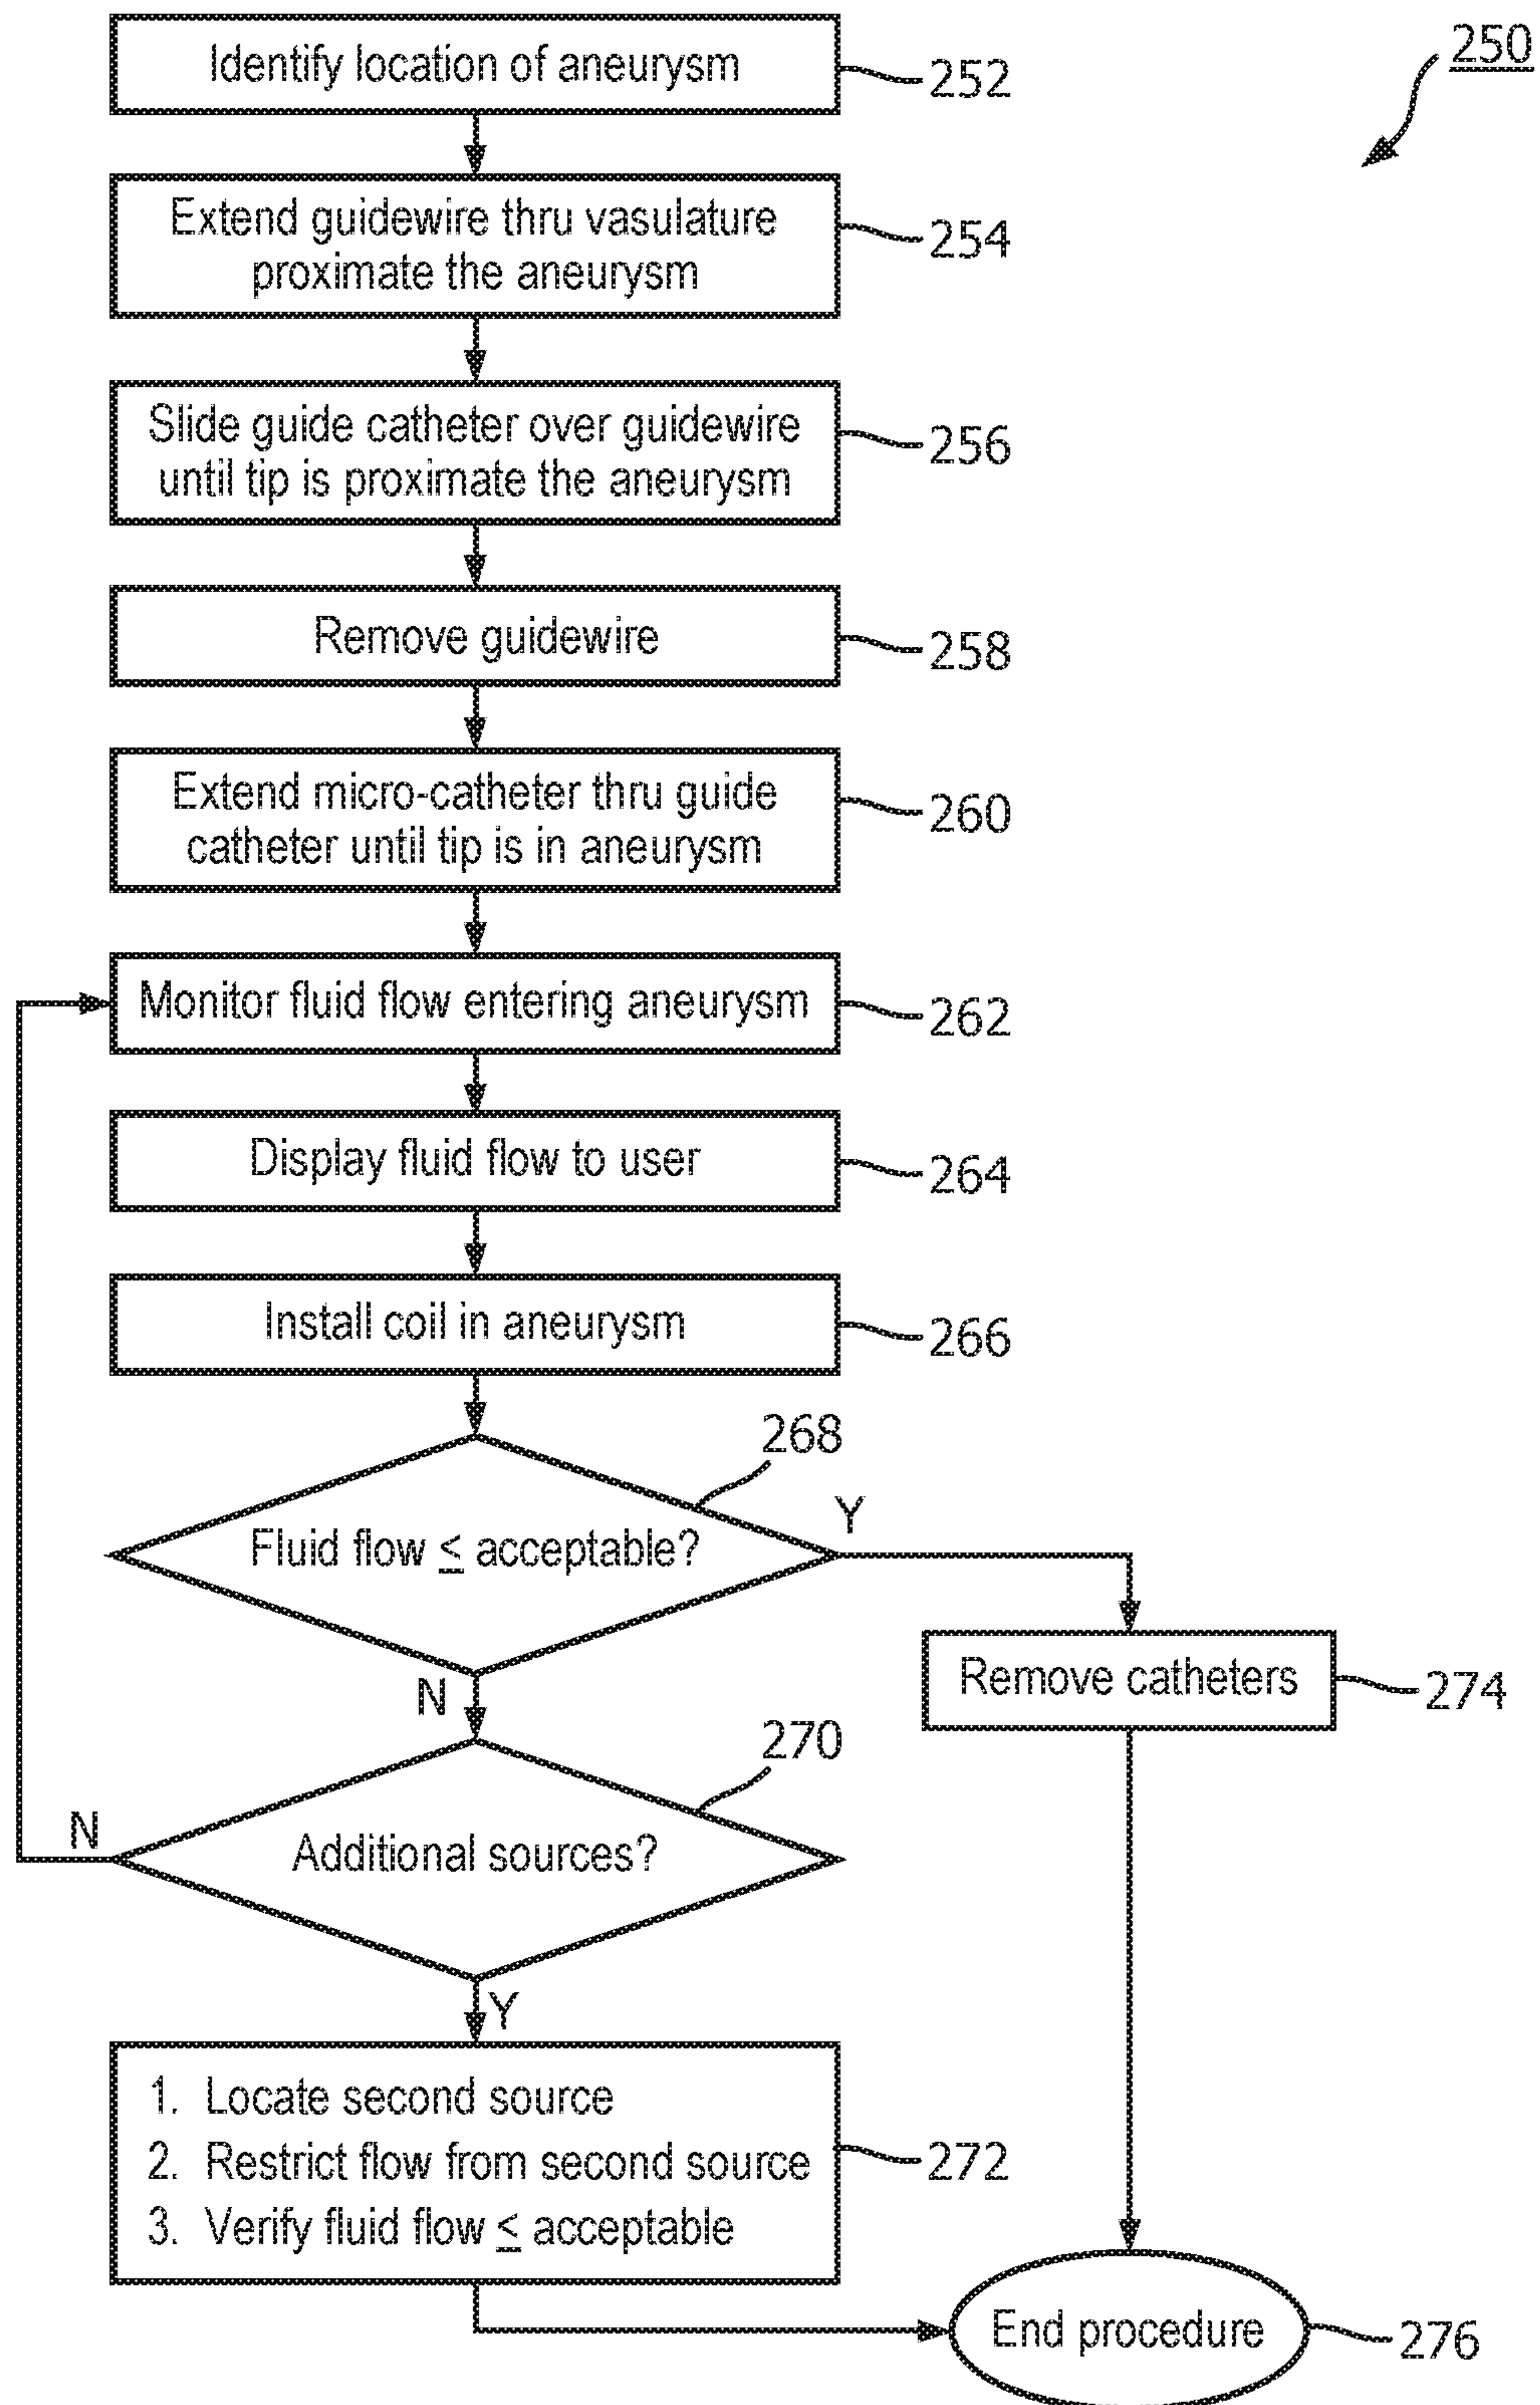 250
Identify location of aneurysm
252
Extend guidewire thru vasulature
proximate the aneurysm
254
Slide guide catheter over guidewire
until tip is proximate the aneurysm
256
Remove guidewire
258
Extend micro-catheter thru guide
catheter until tip is in aneurysm
260
Monitor fluid flow entering aneurysm
262
Display fluid flow to user
264
Install coil in aneurysm
266
268
Fluid flow ≤ acceptable?
Y
N
Remove catheters
274
270
Additional sources?
N
Y
1. Locate second source
2. Restrict flow from second source
3. Verify fluid flow ≤ acceptable
272
End procedure
276